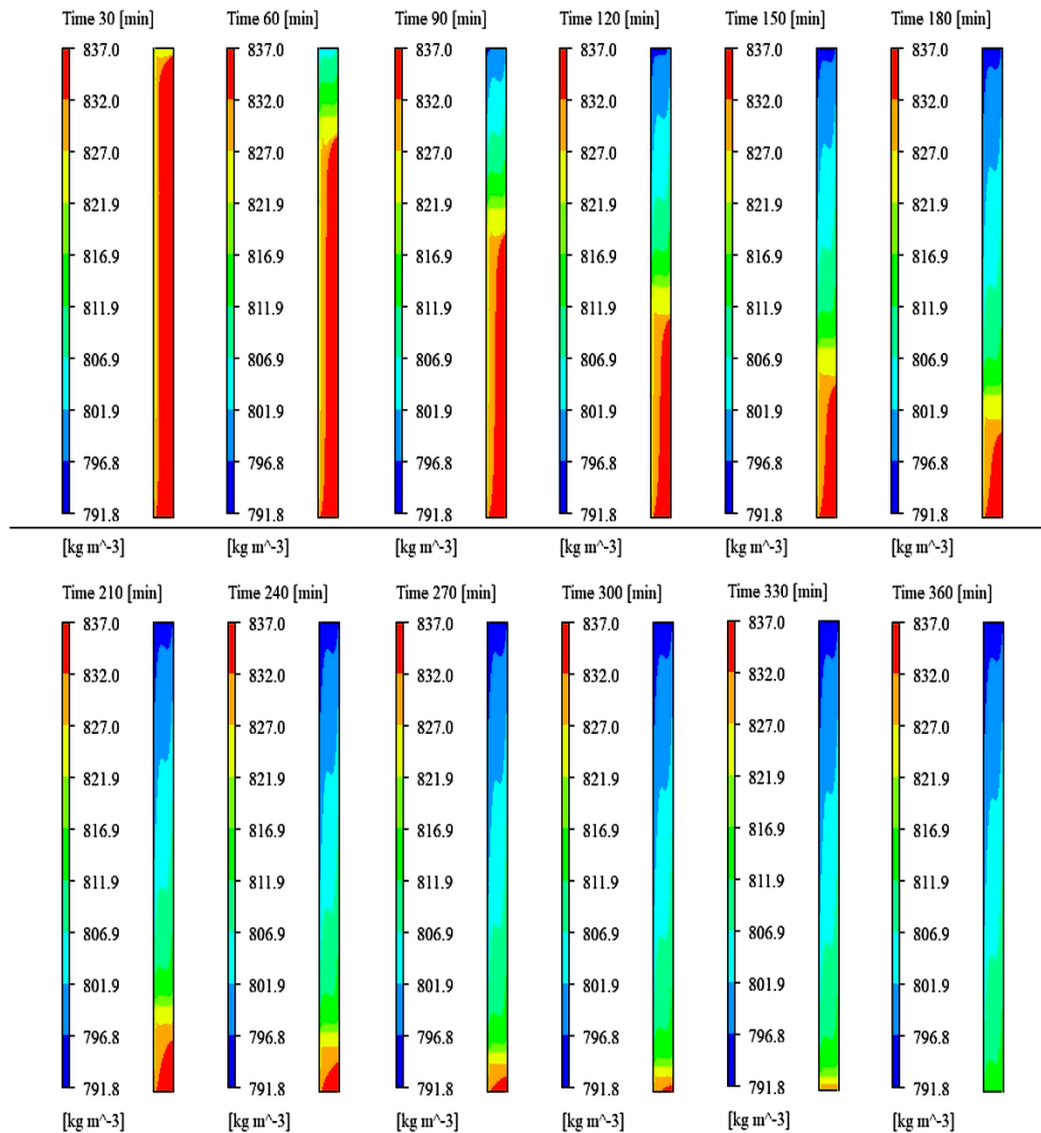 Time 30 [min] Time 60 [min] Time 90 [min] Time 120 [min] Time 150 [min] Time 180 [min]
837.0 837.0 837.0 837.0 837.0 837.0
832.0 832.0 832.0 832.0 832.0 832.0
827.0 827.0 827.0 827.0 827.0 827.0
821.9 821.9 821.9 821.9 821.9 821.9
816.9 816.9 816.9 816.9 816.9 816.9
811.9 811.9 811.9 811.9 811.9 811.9
806.9 806.9 806.9 806.9 806.9 806.9
801.9 801.9 801.9 801.9 801.9 801.9
796.8 796.8 796.8 796.8 796.8 796.8
791.8 791.8 791.8 791.8 791.8 791.8
[kg m^-3] [kg m^-3] [kg m^-3] [kg m^-3] [kg m^-3] [kg m^-3]
Time 210 [min] Time 240 [min] Time 270 [min] Time 300 [min] Time 330 [min] Time 360 [min]
837.0 837.0 837.0 837.0 837.0 837.0
832.0 832.0 832.0 832.0 832.0 832.0
827.0 827.0 827.0 827.0 827.0 827.0
821.9 821.9 821.9 821.9 821.9 821.9
816.9 816.9 816.9 816.9 816.9 816.9
811.9 811.9 811.9 811.9 811.9 811.9
806.9 806.9 806.9 806.9 806.9 806.9
801.9 801.9 801.9 801.9 801.9 801.9
796.8 796.8 796.8 796.8 796.8 796.8
791.8 791.8 791.8 791.8 791.8 791.8
[kg m^-3] [kg m^-3] [kg m^-3] [kg m^-3] [kg m^-3] [kg m^-3]